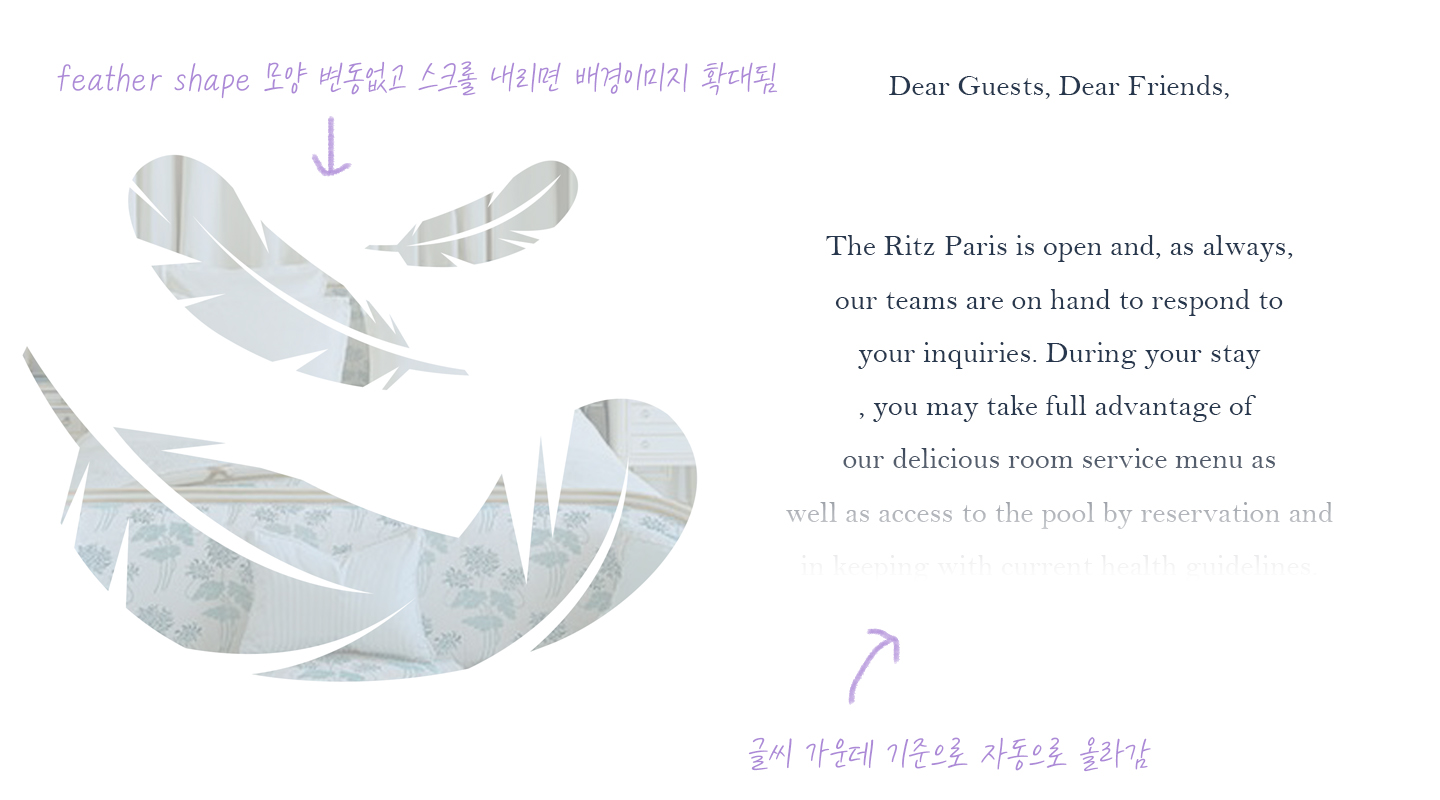 feather shape 모양 변동없고 스크롤 내리면 배경이미지 확대됨
Dear Guests, Dear Friends,
The Ritz Paris is open and, as always,
our teams are on hand to respond to
your inquiries. During your stay
, you may take full advantage of
our delicious room service menu as
well as access to the pool by reservation and
in keeping with current health guidelines
글씨 가운데 기준으로 자동으로 올라감